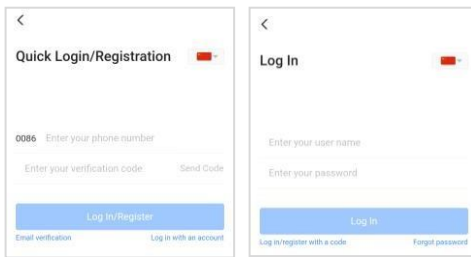 Quick Login/Registration
0086 Enter your phone number
Enter your verification code Send Code
Log In/Register
Email verification Log in with an account
Log In
Enter your user name
Enter your password
Log In
Log in/register with a code Forgot password